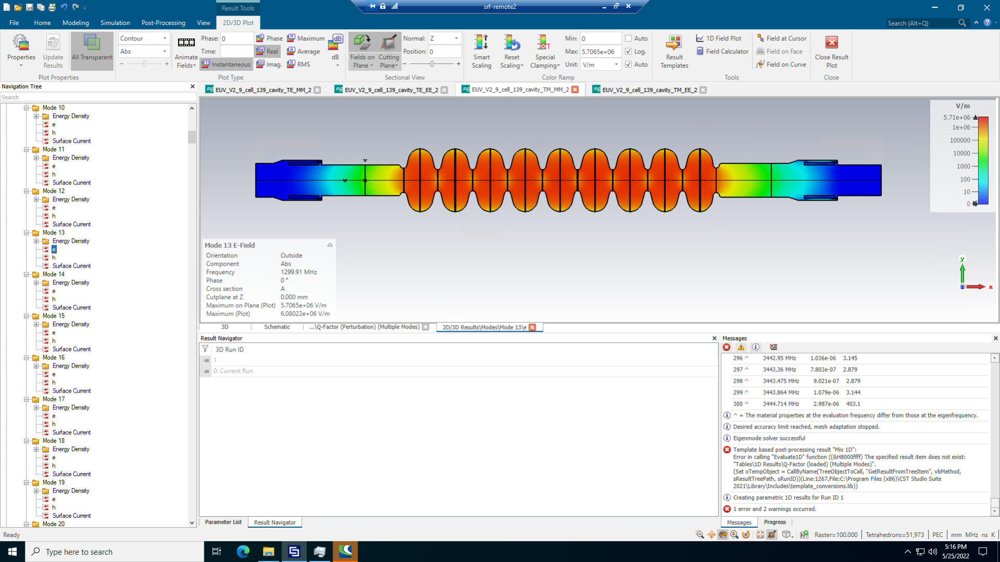 Result Tools
srf-remote2
File Home Modeling Simulation Post-Processing View 2D/3D Plot
Search (Alt+Q)
Properties
Update Results
All Transparent
Plot Properties
Contour
Abs
Animate Fields
Phase: 0
Time:
Instantaneous
Phase
Real
Imag.
Maximum
Average
RMS
dB
dB
Plot Type
Fields on Plane
Cutting Plane
Normal: Z
Position: 0
Sectional View
Smart Scaling
Reset Scaling
Special Clamping
Min: 0
Max: 5.7065e+06
Unit: V/m
Auto
Log.
Auto
Color Ramp
Result Templates
1D Field Plot
Field Calculator
Field at Cursor
Field on Face
Field on Curve
Tools
Close Result Plot
Close
Navigation Tree
Search
Mode 10
Energy Density
e
h
Surface Current
Mode 11
Energy Density
e
h
Surface Current
Mode 12
Energy Density
e
h
Surface Current
Mode 13
Energy Density
e
h
Surface Current
Mode 14
Energy Density
e
h
Surface Current
Mode 15
Energy Density
e
h
Surface Current
Mode 16
Energy Density
e
h
Surface Current
Mode 17
Energy Density
e
h
Surface Current
Mode 18
Energy Density
e
h
Surface Current
Mode 19
Energy Density
e
h
Surface Current
Mode 20
EUV_V2_9_cell_139_cavity_TE_MM_2
EUV_V2_9_cell_139_cavity_TE_EE_2
EUV_V2_9_cell_139_cavity_TM_MM_2
EUV_V2_9_cell_139_cavity_TM_EE_2
V/m
5.71e+06
1e+06
100000
10000
1000
100
10
0
v
w
y
x
z
Mode 13 E-Field
Orientation Outside
Component Abs
Frequency 1299.91 MHz
Phase 0 °
Cross section A
Cutplane at Z 0.000 mm
Maximum on Plane (Plot) 5.7065e+06 V/m
Maximum (Plot) 6.08022e+06 V/m
3D
Schematic
...\Q-Factor (Perturbation) (Multiple Modes)
2D/3D Results\Modes\Mode 13\e
Result Navigator
3D Run ID
1
0: Current Run
Parameter List
Result Navigator
Messages
296 ^ 3442.95 MHz 1.036e-06 3.145
297 ^ 3443.36 MHz 7.803e-07 2.879
298 ^ 3443.475 MHz 9.021e-07 2.879
299 ^ 3443.864 MHz 1.079e-06 3.144
300 ^ 3444.714 MHz 2.987e-06 403.1
^ = The material properties at the evaluation frequency differ from those at the eigenfrequency.
Desired accuracy limit reached, mesh adaptation stopped.
Eigenmode solver successful
Template based post-processing result "Mix 1D":
Error in calling "Evaluate1D" function ((&H8000ffff) The specified result item does not exist:
"Tables\1D Results\Q-Factor (loaded) (Multiple Modes)".
(Set oTempObject = CallByName(TreeObjectToCall, "GetResultFromTreeItem", vbMethod,
sResultTreePath, sRunID))(Line:1267,File:C:\Program Files (x86)\CST Studio Suite
2021\Library\Includes\template_conversions.lib))
Creating parametric 1D results for Run ID 1
1 error and 2 warnings occurred.
Messages
Progress
Ready
Raster=100.000 Tetrahedrons=51,973 PEC mm MHz ns K
Type here to search
5:16 PM
5/25/2022